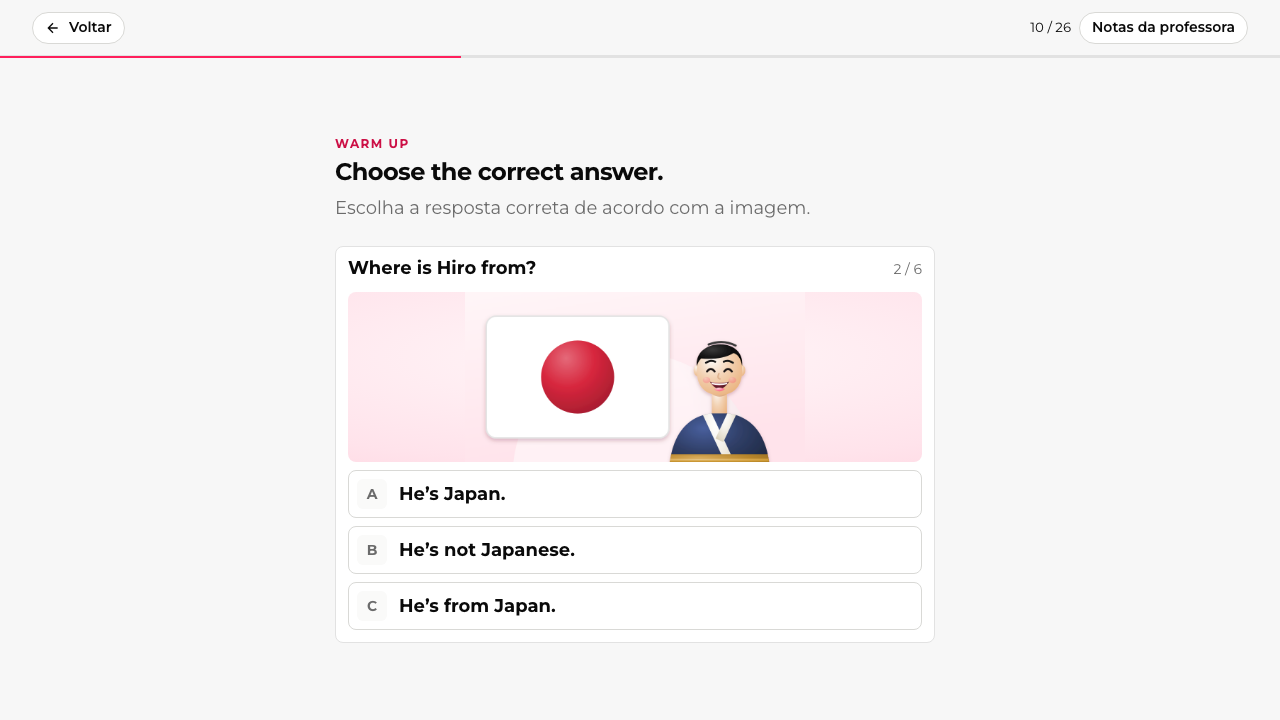 Voltar
10 / 26
Notas da professora
WARM UP
Choose the correct answer.
Escolha a resposta correta de acordo com a imagem.
Where is Hiro from?
2 / 6
A
He’s Japan.
B
He’s not Japanese.
C
He’s from Japan.